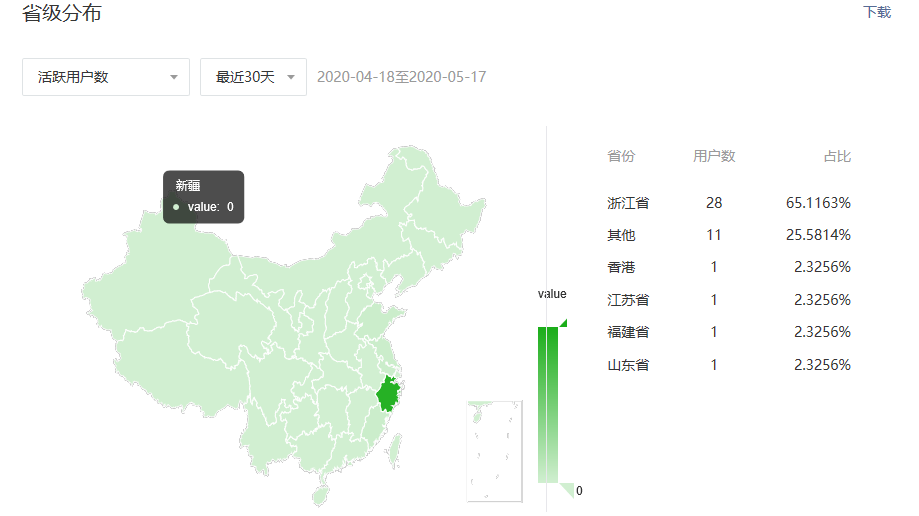 省级分布
下载
活跃用户数
最近30天
2020-04-18至2020-05-17
新疆
value: 0
value
0
省份 用户数 占比
浙江省 28 65.1163%
其他 11 25.5814%
香港 1 2.3256%
江苏省 1 2.3256%
福建省 1 2.3256%
山东省 1 2.3256%